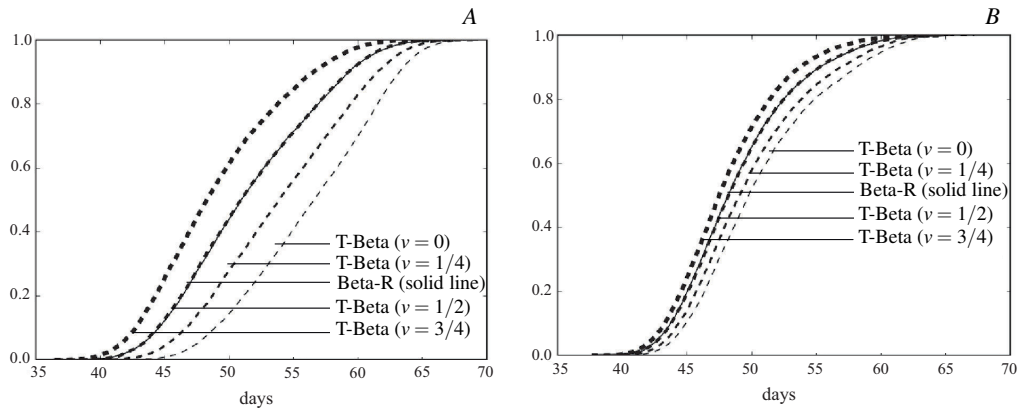 A
1.0
0.8
0.6
0.4
0.2
0.0
T-Beta (v = 0)
T-Beta (v = 1/4)
Beta-R (solid line)
T-Beta (v = 1/2)
T-Beta (v = 3/4)
35 40 45 50 55 60 65 70
days
B
1.0
0.8
0.6
0.4
0.2
0.0
T-Beta (v = 0)
T-Beta (v = 1/4)
Beta-R (solid line)
T-Beta (v = 1/2)
T-Beta (v = 3/4)
35 40 45 50 55 60 65 70
days